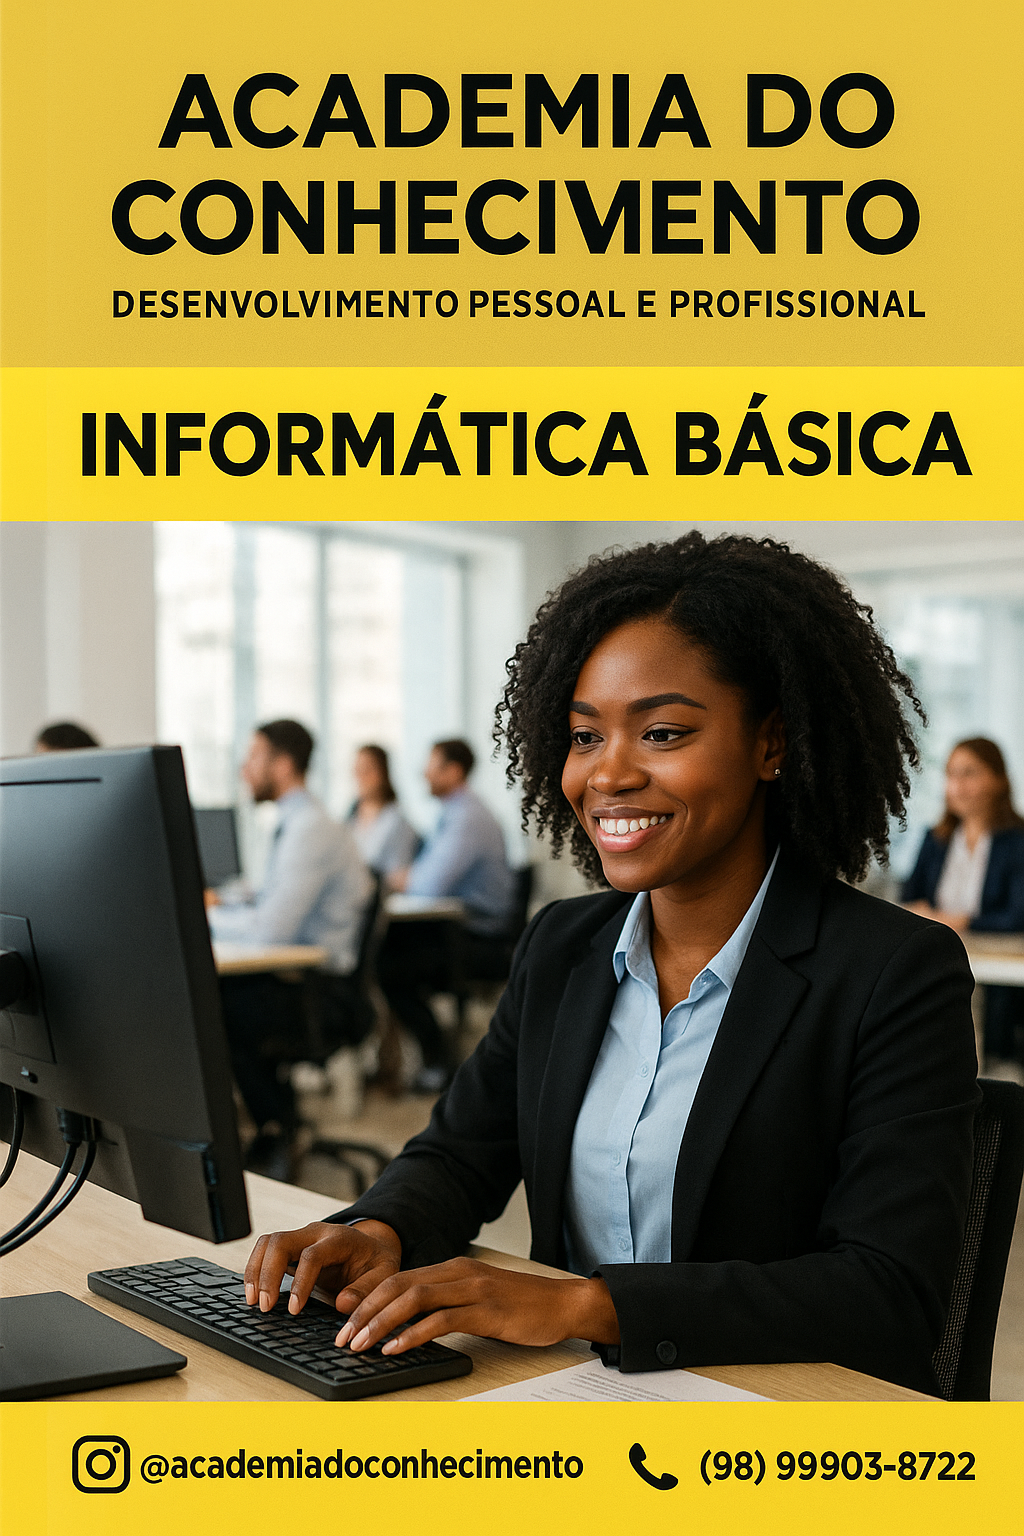 ACADEMIA DO
CONHECIMENTO
DESENVOLVIMENTO PESSOAL E PROFISSIONAL
INFORMÁTICA BÁSICA
@academiadoconhecimento (98) 99903-8722